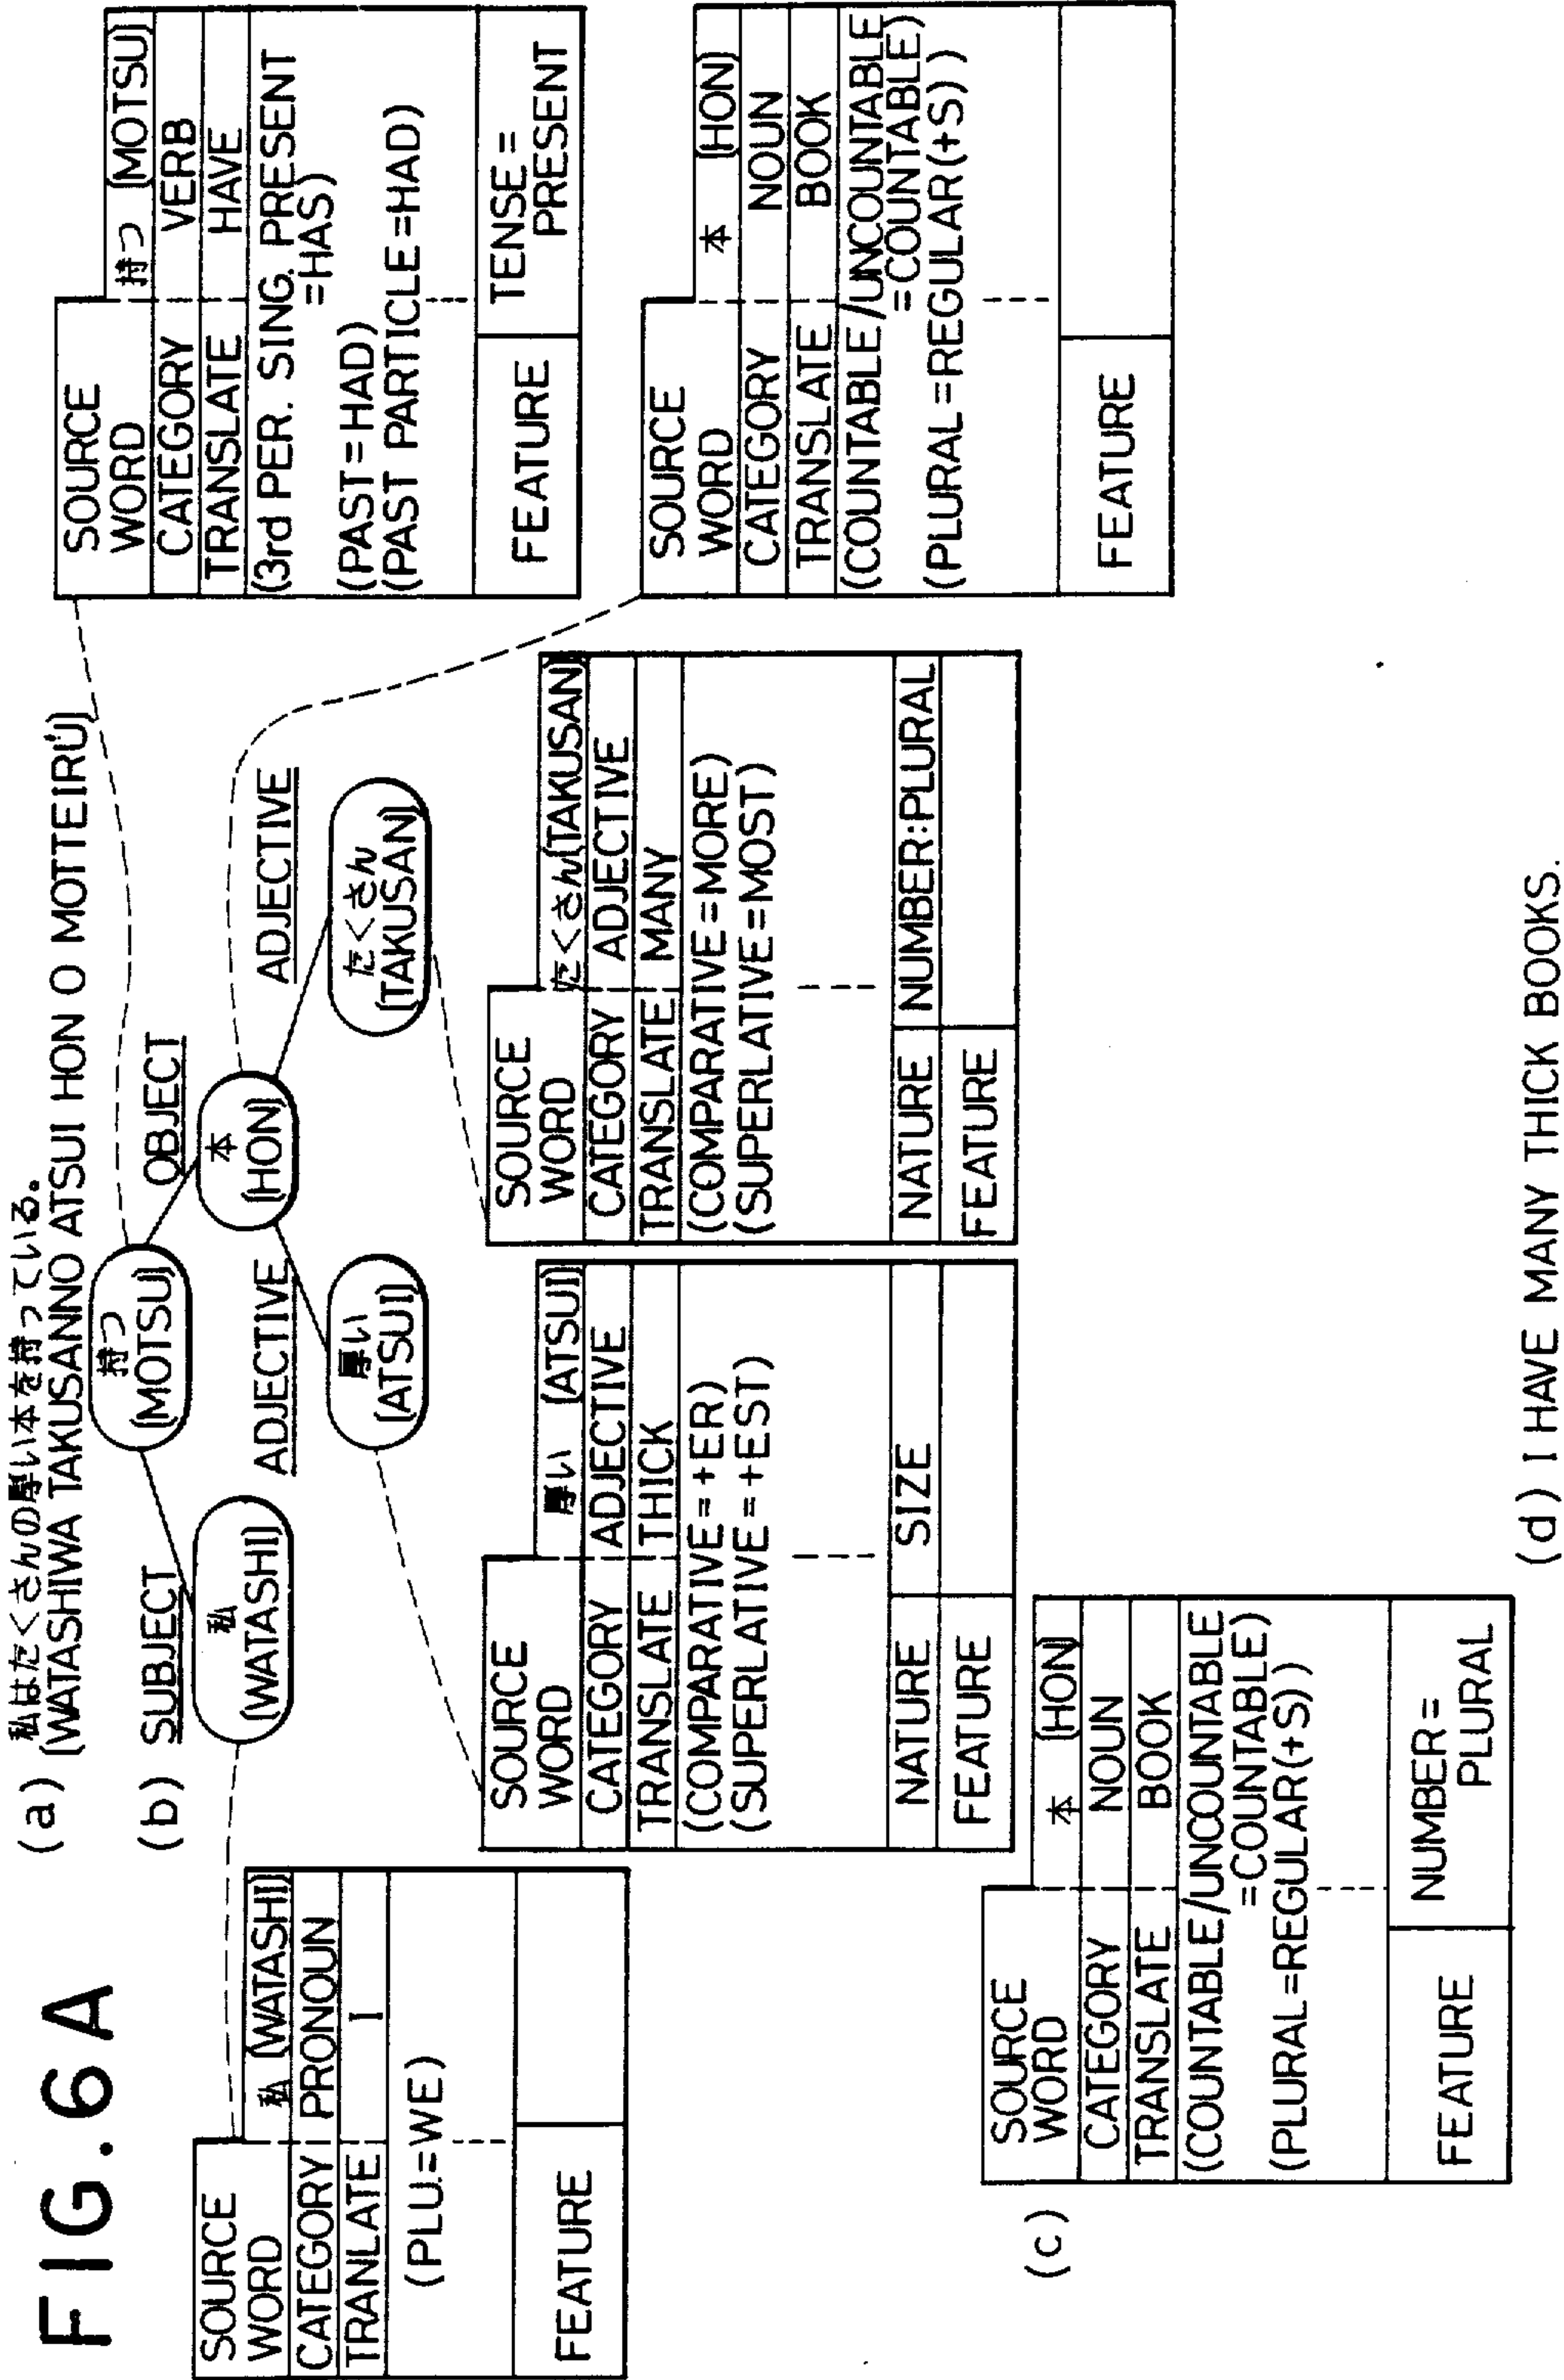 FIG.6A
(a) 私はたくさんの厚い本を持っている。
(WATASHIWA TAKUSANNO ATSUI HON O MOTTEIRU)
(b) SUBJECT
OBJECT
ADJECTIVE
ADJECTIVE
持つ
(MOTSU)
私
(WATASHI)
本
(HON)
厚い
(ATSUI)
たくさん
(TAKUSAN)
SOURCE
WORD 私 (WATASHI)
CATEGORY PRONOUN
TRANLATE I
(PLU.=WE)
FEATURE
SOURCE
WORD 厚い (ATSUI)
CATEGORY ADJECTIVE
TRANSLATE THICK
(COMPARATIVE=+ER)
(SUPERLATIVE=+EST)
NATURE SIZE
FEATURE
SOURCE
WORD たくさん(TAKUSAN)
CATEGORY ADJECTIVE
TRANSLATE MANY
(COMPARATIVE=MORE)
(SUPERLATIVE=MOST)
NATURE NUMBER:PLURAL
FEATURE
SOURCE
WORD 持つ (MOTSU)
CATEGORY VERB
TRANSLATE HAVE
(3rd PER. SING. PRESENT
=HAS)
(PAST=HAD)
(PAST PARTICLE=HAD)
FEATURE TENSE=
PRESENT
SOURCE
WORD 本 (HON)
CATEGORY NOUN
TRANSLATE BOOK
(COUNTABLE/UNCOUNTABLE
=COUNTABLE)
(PLURAL=REGULAR(+S))
FEATURE
(c)
SOURCE
WORD 本 (HON)
CATEGORY NOUN
TRANSLATE BOOK
(COUNTABLE/UNCOUNTABLE
=COUNTABLE)
(PLURAL=REGULAR(+S))
FEATURE NUMBER=
PLURAL
(d) I HAVE MANY THICK BOOKS.